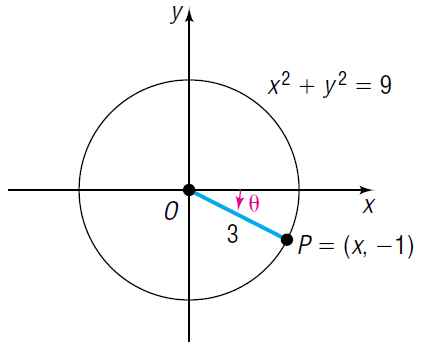 y
x² + y² = 9
O
θ
x
3
P = (x, −1)